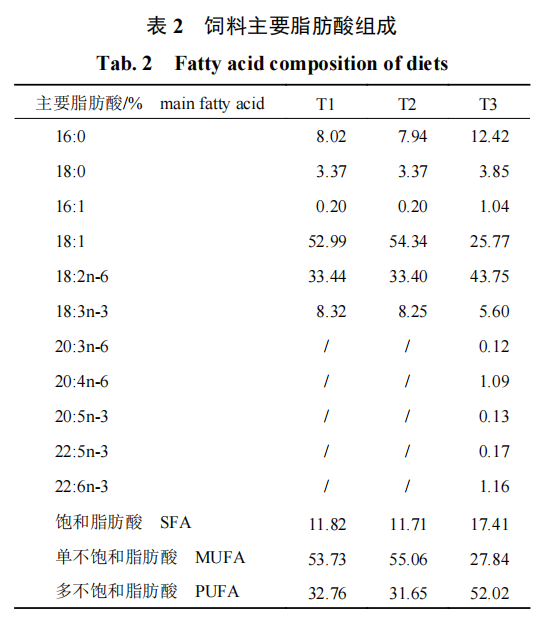 表 2 饲料主要脂肪酸组成
Tab. 2 Fatty acid composition of diets
主要脂肪酸/% main fatty acid T1 T2 T3
16:0 8.02 7.94 12.42
18:0 3.37 3.37 3.85
16:1 0.20 0.20 1.04
18:1 52.99 54.34 25.77
18:2n-6 33.44 33.40 43.75
18:3n-3 8.32 8.25 5.60
20:3n-6 / / 0.12
20:4n-6 / / 1.09
20:5n-3 / / 0.13
22:5n-3 / / 0.17
22:6n-3 / / 1.16
饱和脂肪酸 SFA 11.82 11.71 17.41
单不饱和脂肪酸 MUFA 53.73 55.06 27.84
多不饱和脂肪酸 PUFA 32.76 31.65 52.02